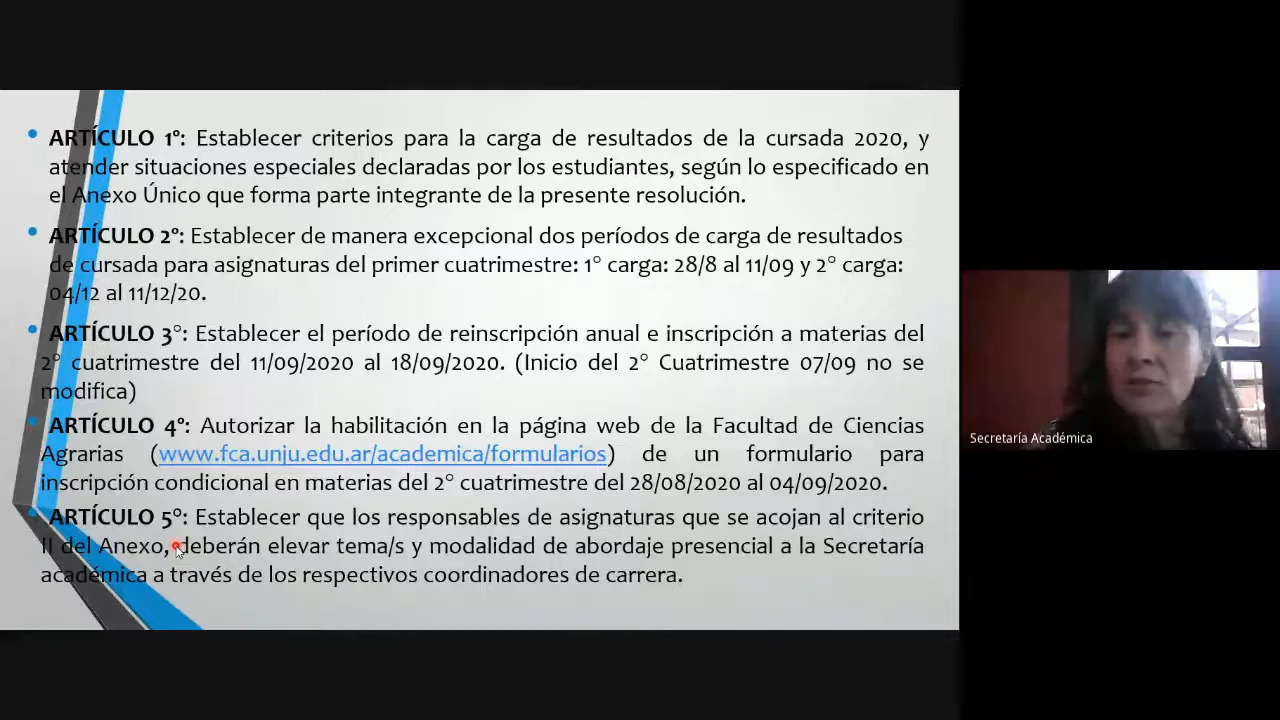 ARTÍCULO 1º: Establecer criterios para la carga de resultados de la cursada 2020, y
atender situaciones especiales declaradas por los estudiantes, según lo especificado en
el Anexo Único que forma parte integrante de la presente resolución.
ARTÍCULO 2º: Establecer de manera excepcional dos períodos de carga de resultados
de cursada para asignaturas del primer cuatrimestre: 1° carga: 28/8 al 11/09 y 2° carga:
04/12 al 11/12/20.
ARTÍCULO 3°: Establecer el período de reinscripción anual e inscripción a materias del
2° cuatrimestre del 11/09/2020 al 18/09/2020. (Inicio del 2° Cuatrimestre 07/09 no se
modifica)
ARTÍCULO 4º: Autorizar la habilitación en la página web de la Facultad de Ciencias
Agrarias (www.fca.unju.edu.ar/academica/formularios) de un formulario para
inscripción condicional en materias del 2° cuatrimestre del 28/08/2020 al 04/09/2020.
ARTÍCULO 5°: Establecer que los responsables de asignaturas que se acojan al criterio
II del Anexo, deberán elevar tema/s y modalidad de abordaje presencial a la Secretaría
académica a través de los respectivos coordinadores de carrera.
Secretaría Académica